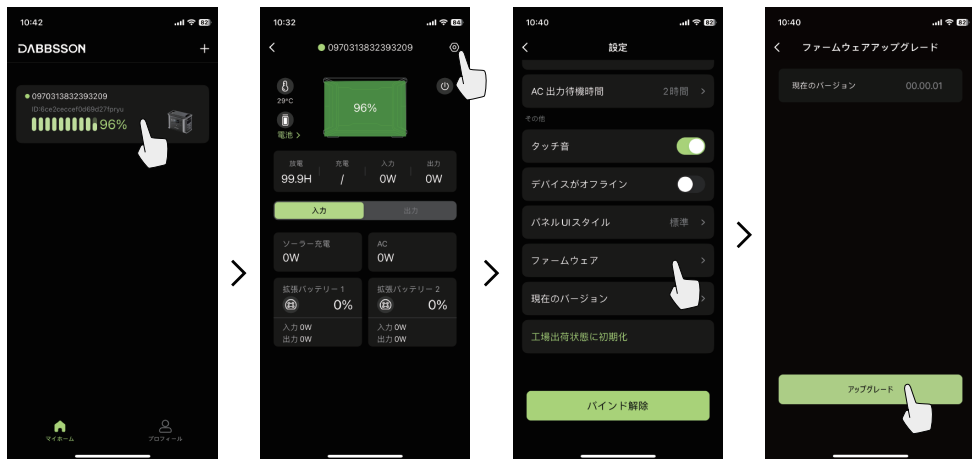 10:42
82
DABBSSON
+
0970313832393209
ID:6ce2ceccef0d69d27fpryu
96%
マイホーム
プロフィール
10:32
84
0970313832393209
29°C
電池
96%
放電 充電 入力 出力
99.9H / 0W 0W
入力 出力
ソーラー充電 AC
0W 0W
拡張バッテリー 1 拡張バッテリー 2
0% 0%
入力 0W 入力 0W
出力 0W 出力 0W
10:40
82
設定
AC 出力待機時間 2時間
その他
タッチ音
デバイスがオフライン
パネル UIスタイル 標準
ファームウェア
現在のバージョン
工場出荷状態に初期化
バインド解除
10:40
82
ファームウェアアップグレード
現在のバージョン 00.00.01
アップグレード